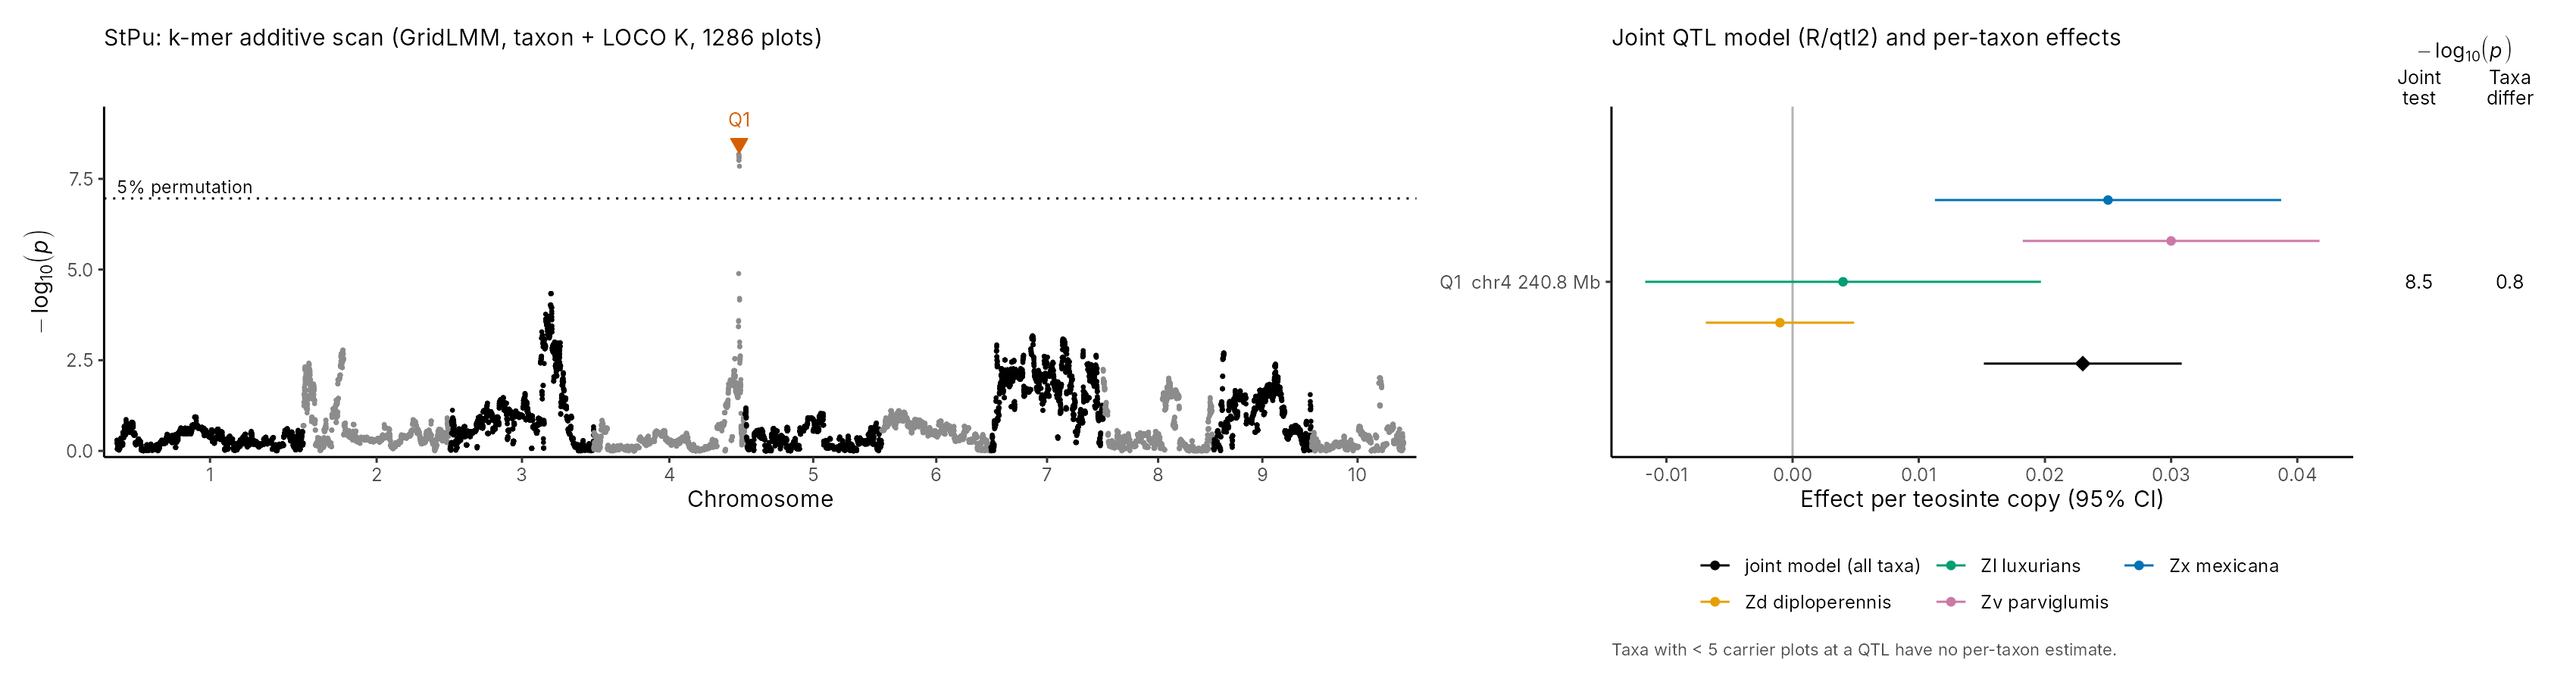 StPu: k-mer additive scan (GridLMM, taxon + LOCO K, 1286 plots)
Q1
5% permutation
7.5
5.0
2.5
0.0
−log10(p)
1 2 3 4 5 6 7 8 9 10
Chromosome
Joint QTL model (R/qtl2) and per-taxon effects
−log10(p)
Joint test
Taxa differ
Q1 chr4 240.8 Mb
8.5 0.8
-0.01 0.00 0.01 0.02 0.03 0.04
Effect per teosinte copy (95% CI)
joint model (all taxa) Zl luxurians Zx mexicana
Zd diploperennis Zv parviglumis
Taxa with < 5 carrier plots at a QTL have no per-taxon estimate.